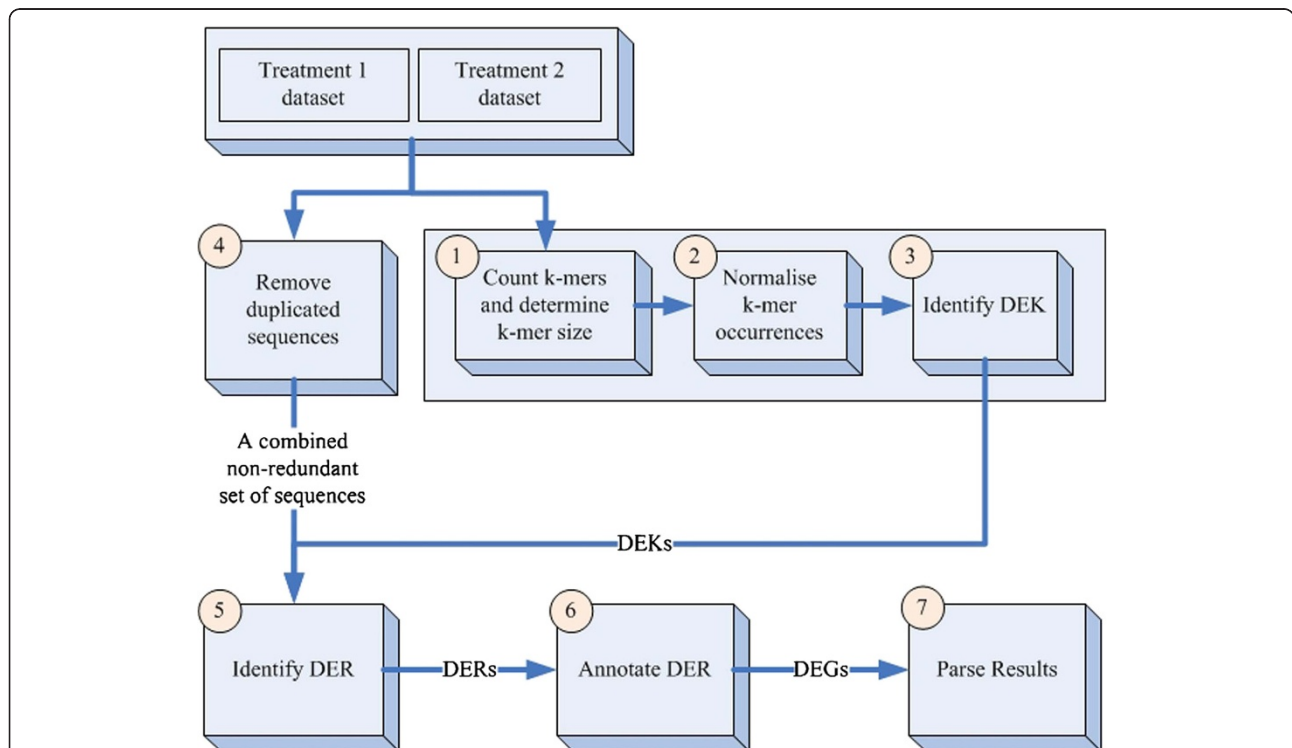 Treatment 1
dataset
Treatment 2
dataset
4
Remove
duplicated
sequences
1
Count k-mers
and determine
k-mer size
2
Normalise
k-mer
occurrences
3
Identify DEK
A combined
non-redundant
set of sequences
DEKs
5
Identify DER
DERs
6
Annotate DER
DEGs
7
Parse Results